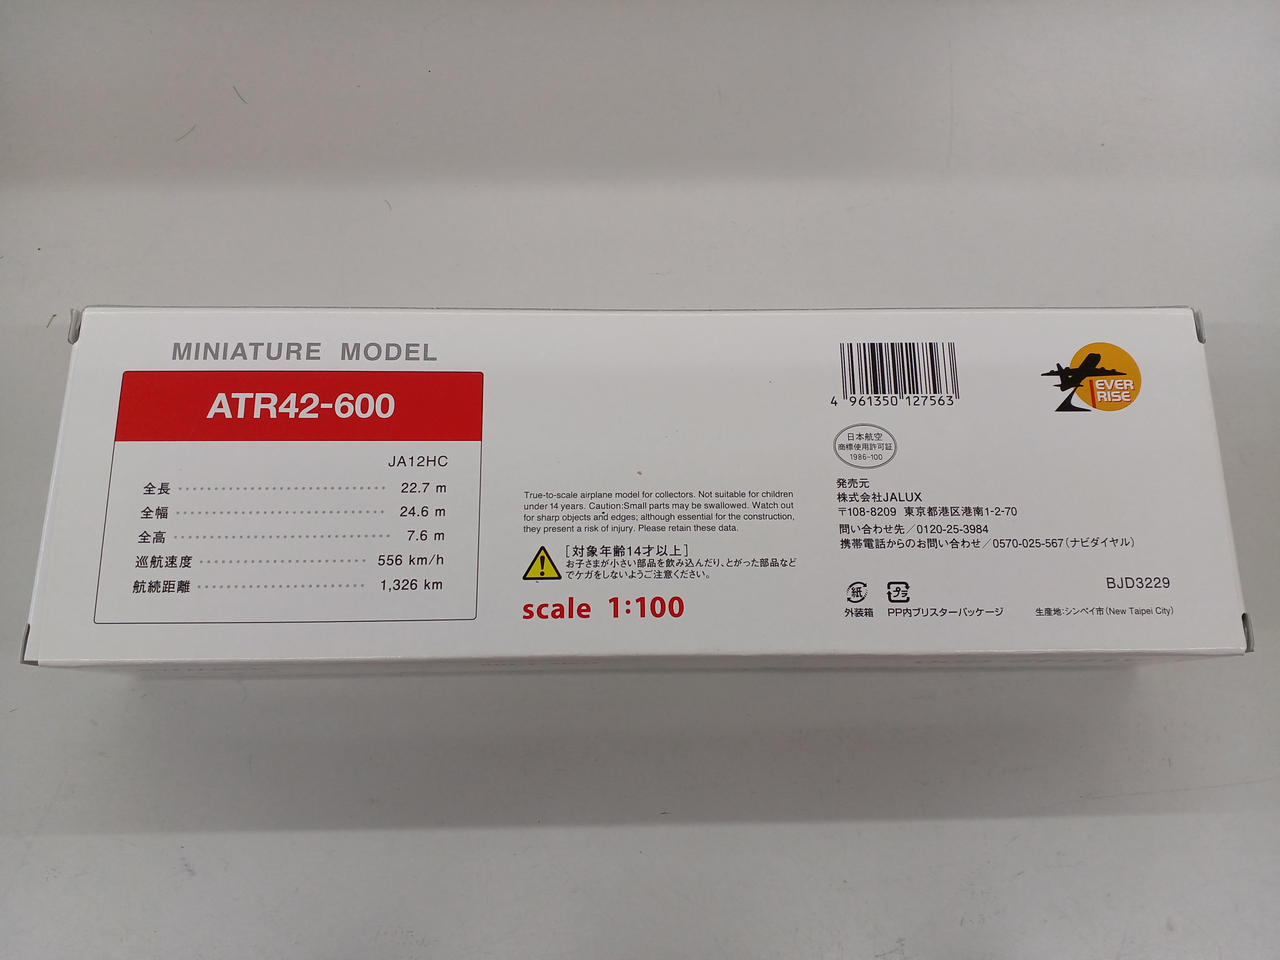 MINIATURE MODEL
ATR42-600
JA12HC
全長 22.7 m
全幅 24.6 m
全高 7.6 m
巡航速度 556 km/h
航続距離 1,326 km
True-to-scale airplane model for collectors. Not suitable for children
under 14 years. Caution:Small parts may be swallowed. Watch out
for sharp objects and edges; although essential for the construction,
they present a risk of injury. Please retain these data.
[対象年齢14才以上]
お子さまが小さい部品を飲み込んだり、とがった部品など
でケガをしないようご注意ください。
scale 1:100
4 961350 127563
日本航空
商標使用許可証
1986-100
発売元
株式会社JALUX
〒108-8209 東京都港区港南1-2-70
問い合わせ先／0120-25-3984
携帯電話からのお問い合わせ／0570-025-567(ナビダイヤル)
紙
外装箱
プラ
PP内ブリスターパッケージ
EVER
RISE
BJD3229
生産地:シンペイ市(New Taipei City)